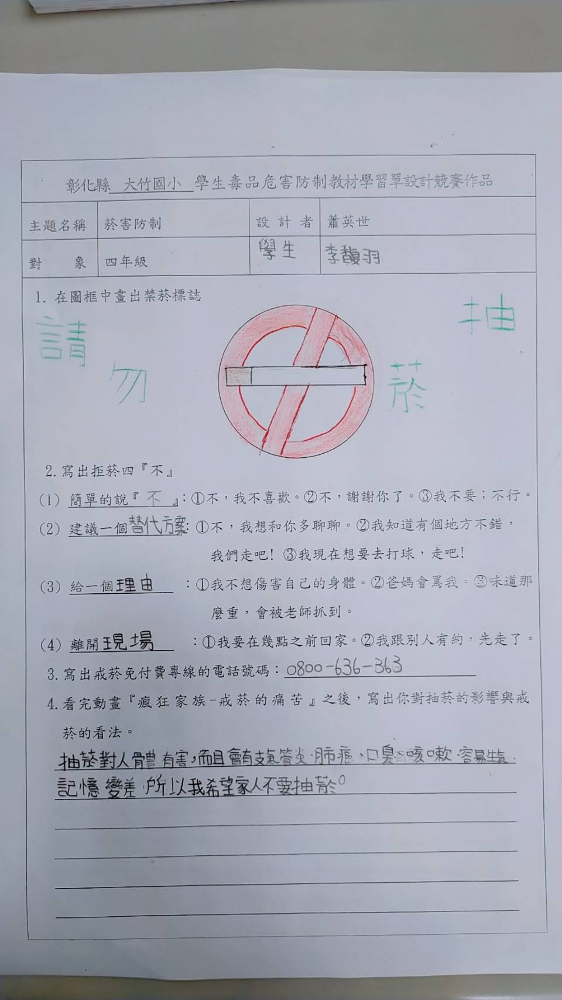 彰化縣 大竹國小 學生毒品危害防制教材學習單設計競賽作品
主題名稱 菸害防制 設計者 蕭英世
對象 四年級 學生 李馥羽
1. 在圖框中畫出禁菸標誌
請勿抽菸
2.寫出拒菸四『不』
(1) 簡單的說『不』:①不,我不喜歡。②不,謝謝你了。③我不要;不行。
(2) 建議一個替代方案:①不,我想和你多聊聊。②我知道有個地方不錯,
我們走吧! ③我現在想要去打球,走吧!
(3) 給一個理由 :①我不想傷害自己的身體。②爸媽會罵我。③味道那
麼重,會被老師抓到。
(4) 離開現場 :①我要在幾點之前回家。②我跟別人有約,先走了。
3.寫出戒菸免付費專線的電話號碼:0800-636-363
4.看完動畫『瘋狂家族-戒菸的痛苦』之後,寫出你對抽菸的影響與戒
菸的看法。
抽菸對人體有害,而且會有支氣管炎、肺癌、口臭、咳嗽、容易生氣、
記憶變差,所以我希望家人不要抽菸。